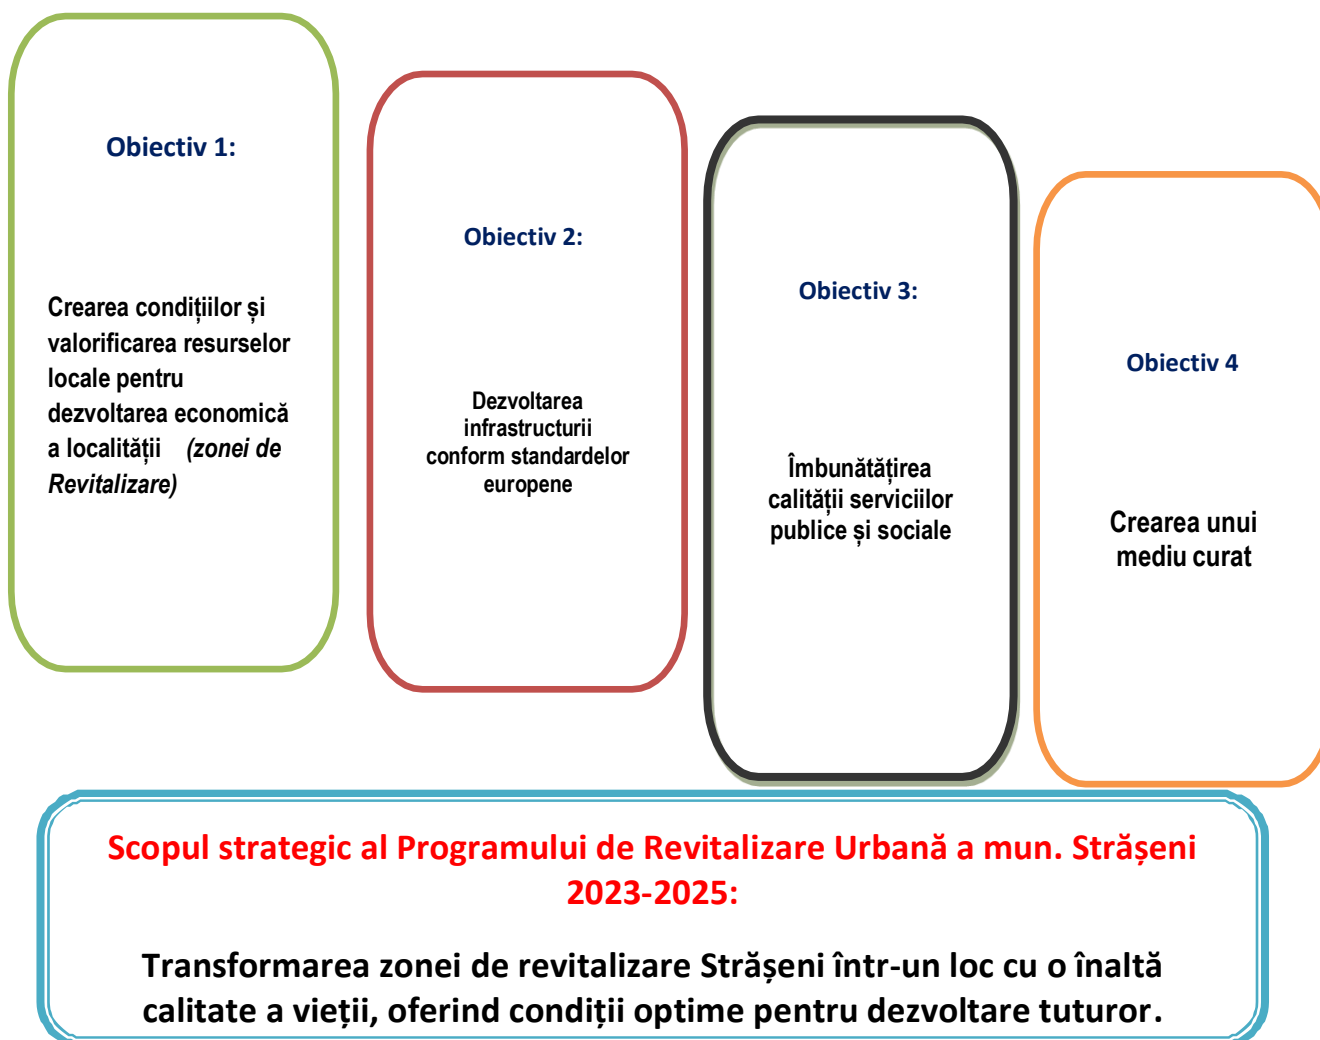 Obiectiv 1:
Crearea condițiilor și
valorificarea resurselor
locale pentru
dezvoltarea economică
a localității (zonei de
Revitalizare)
Obiectiv 2:
Dezvoltarea
infrastructurii
conform standardelor
europene
Obiectiv 3:
Îmbunătățirea
calității serviciilor
publice și sociale
Obiectiv 4
Crearea unui
mediu curat
Scopul strategic al Programului de Revitalizare Urbană a mun. Strășeni
2023-2025:
Transformarea zonei de revitalizare Strășeni într-un loc cu o înaltă
calitate a vieții, oferind condiții optime pentru dezvoltare tuturor.